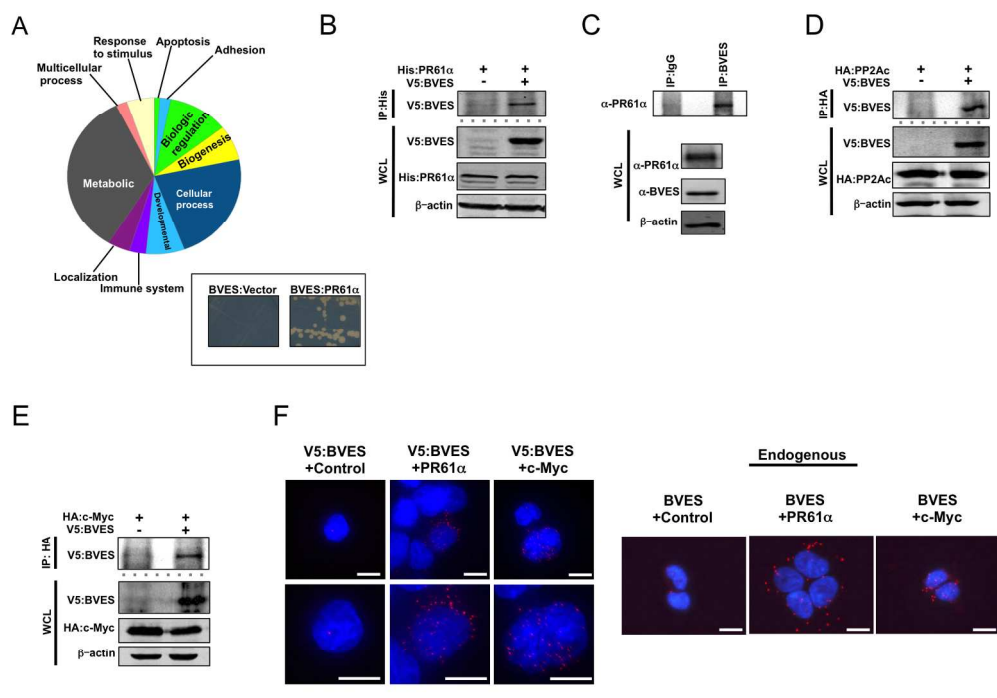 A
Response
to stimulus
Apoptosis
Adhesion
Multicellular
process
Biologic
regulation
Biogenesis
Metabolic
Cellular
process
Developmental
Localization
Immune system
BVES:Vector
BVES:PR61α
B
His:PR61α + +
V5:BVES - +
IP:His
V5:BVES
WCL
V5:BVES
His:PR61α
β-actin
C
IP:IgG
IP:BVES
α-PR61α
WCL
α-PR61α
α-BVES
β-actin
D
HA:PP2Ac + +
V5:BVES - +
IP:HA
V5:BVES
WCL
V5:BVES
HA:PP2Ac
β-actin
E
HA:c-Myc + +
V5:BVES - +
IP: HA
V5:BVES
WCL
V5:BVES
HA:c-Myc
β-actin
F
V5:BVES
+Control
V5:BVES
+PR61α
V5:BVES
+c-Myc
Endogenous
BVES
+Control
BVES
+PR61α
BVES
+c-Myc